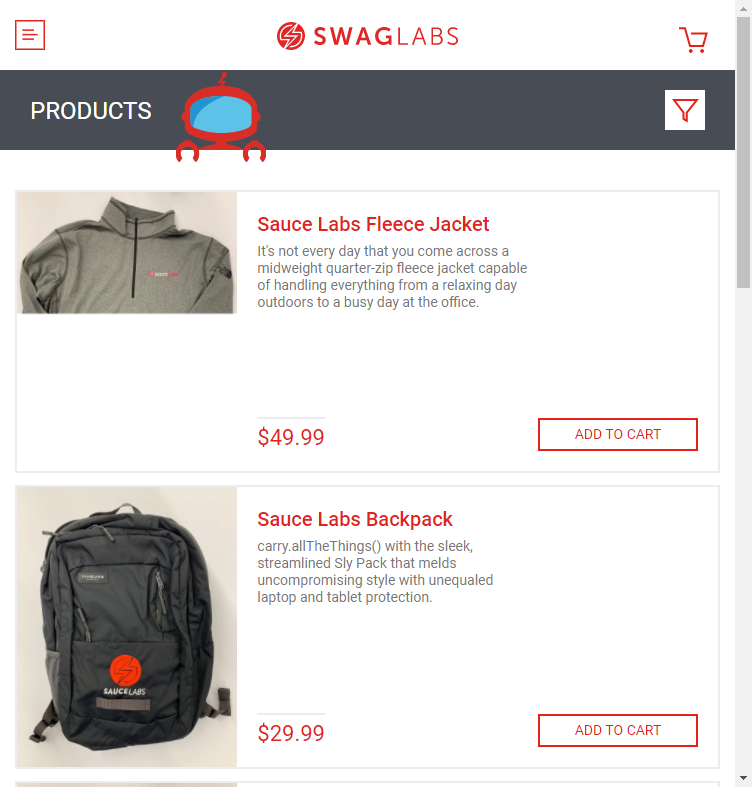 SWAGLABS
PRODUCTS
Sauce Labs Fleece Jacket
It's not every day that you come across a
midweight quarter-zip fleece jacket capable
of handling everything from a relaxing day
outdoors to a busy day at the office.
$49.99
ADD TO CART
Sauce Labs Backpack
carry.allTheThings() with the sleek,
streamlined Sly Pack that melds
uncompromising style with unequaled
laptop and tablet protection.
SAUCELABS
$29.99
ADD TO CART